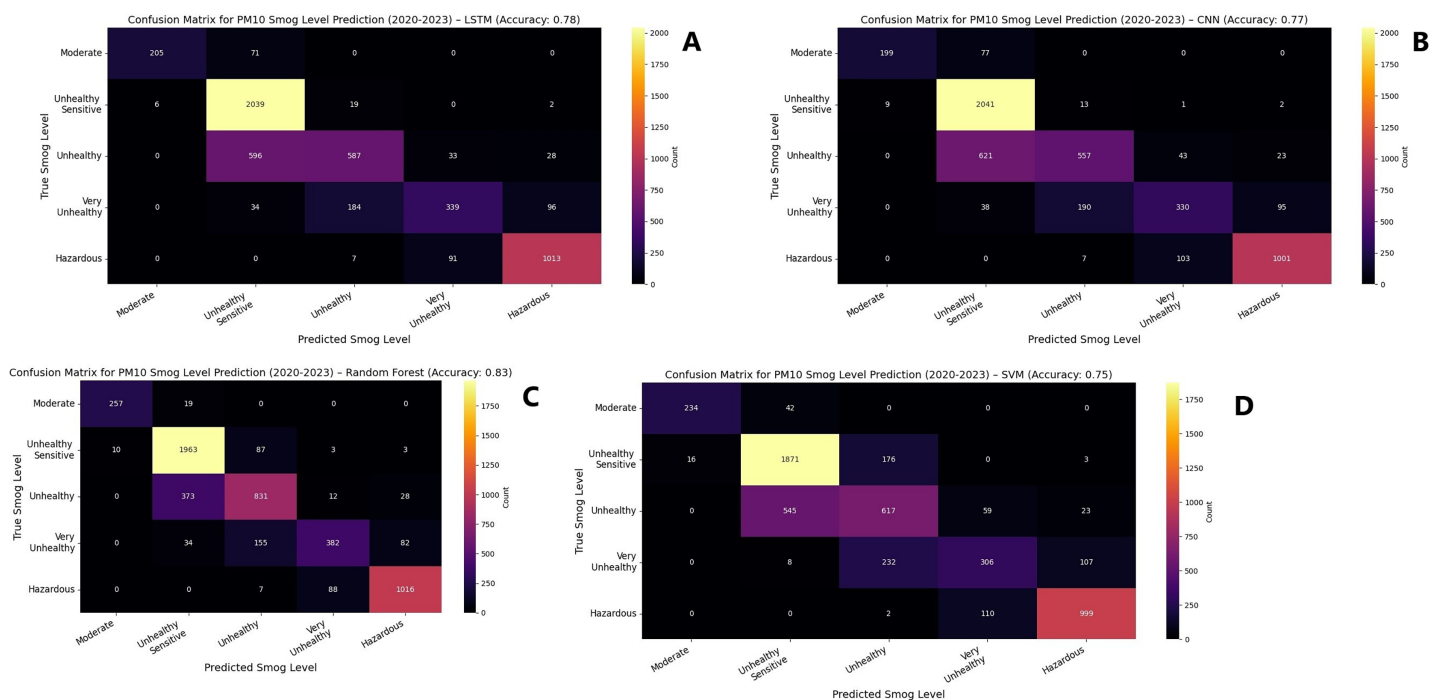 Confusion Matrix for PM10 Smog Level Prediction (2020-2023) – LSTM (Accuracy: 0.78)
A
True Smog Level
Moderate 205 71 0 0 0
Unhealthy
Sensitive 6 2039 19 0 2
Unhealthy 0 596 587 33 28
Very
Unhealthy 0 34 184 339 96
Hazardous 0 0 7 91 1013
Moderate Unhealthy
Sensitive Unhealthy Very
Unhealthy Hazardous
Predicted Smog Level
2000
1750
1500
1250
1000
750
500
250
0
Count
Confusion Matrix for PM10 Smog Level Prediction (2020-2023) – CNN (Accuracy: 0.77)
B
True Smog Level
Moderate 199 77 0 0 0
Unhealthy
Sensitive 9 2041 13 1 2
Unhealthy 0 621 557 43 23
Very
Unhealthy 0 38 190 330 95
Hazardous 0 0 7 103 1001
Moderate Unhealthy
Sensitive Unhealthy Very
Unhealthy Hazardous
Predicted Smog Level
2000
1750
1500
1250
1000
750
500
250
0
Count
Confusion Matrix for PM10 Smog Level Prediction (2020-2023) – Random Forest (Accuracy: 0.83)
C
True Smog Level
Moderate 257 19 0 0 0
Unhealthy
Sensitive 10 1963 87 3 3
Unhealthy 0 373 831 12 28
Very
Unhealthy 0 34 155 382 82
Hazardous 0 0 7 88 1016
Moderate Unhealthy
Sensitive Unhealthy Very
Unhealthy Hazardous
Predicted Smog Level
1750
1500
1250
1000
750
500
250
0
Count
Confusion Matrix for PM10 Smog Level Prediction (2020-2023) – SVM (Accuracy: 0.75)
D
True Smog Level
Moderate 234 42 0 0 0
Unhealthy
Sensitive 16 1871 176 0 3
Unhealthy 0 545 617 59 23
Very
Unhealthy 0 8 232 306 107
Hazardous 0 0 2 110 999
Moderate Unhealthy
Sensitive Unhealthy Very
Unhealthy Hazardous
Predicted Smog Level
1750
1500
1250
1000
750
500
250
0
Count